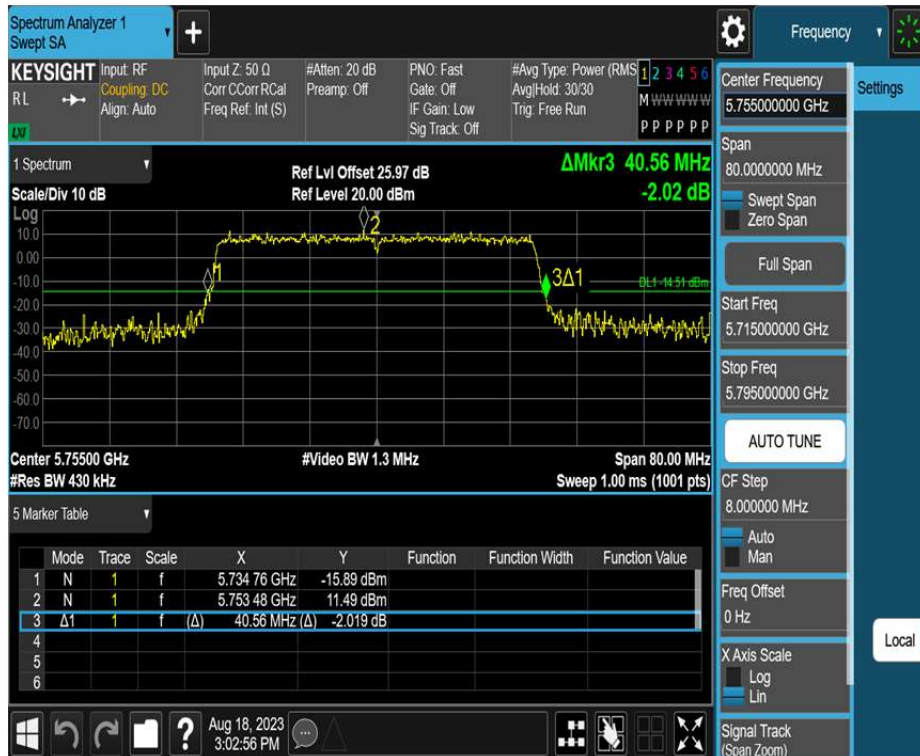 Spectrum Analyzer 1
Swept SA
+
Frequency
KEYSIGHT
RL
LXI
Input: RF
Coupling: DC
Align: Auto
Input Z: 50 Ω
Corr CCorr RCal
Freq Ref: Int (S)
#Atten: 20 dB
Preamp: Off
PNO: Fast
Gate: Off
IF Gain: Low
Sig Track: Off
#Avg Type: Power (RMS
Avg|Hold: 30/30
Trig: Free Run
1 2 3 4 5 6
M W W W W W
P P P P P P
Center Frequency
5.755000000 GHz
Settings
Span
80.0000000 MHz
Swept Span
Zero Span
Full Span
Start Freq
5.715000000 GHz
Stop Freq
5.795000000 GHz
AUTO TUNE
CF Step
8.000000 MHz
Auto
Man
Freq Offset
0 Hz
X Axis Scale
Log
Lin
Signal Track
(Span Zoom)
Local
1 Spectrum
Scale/Div 10 dB
Ref Lvl Offset 25.97 dB
Ref Level 20.00 dBm
ΔMkr3 40.56 MHz
-2.02 dB
Log
10.0
0.00
-10.0
-20.0
-30.0
-40.0
-50.0
-60.0
-70.0
1
2
3Δ1
DL1 -14.51 dBm
Center 5.75500 GHz
#Video BW 1.3 MHz
Span 80.00 MHz
#Res BW 430 kHz
Sweep 1.00 ms (1001 pts)
5 Marker Table
Mode Trace Scale X Y Function Function Width Function Value
1 N 1 f 5.734 76 GHz -15.89 dBm
2 N 1 f 5.753 48 GHz 11.49 dBm
3 Δ1 1 f (Δ) 40.56 MHz (Δ) -2.019 dB
4
5
6
?
Aug 18, 2023
3:02:56 PM